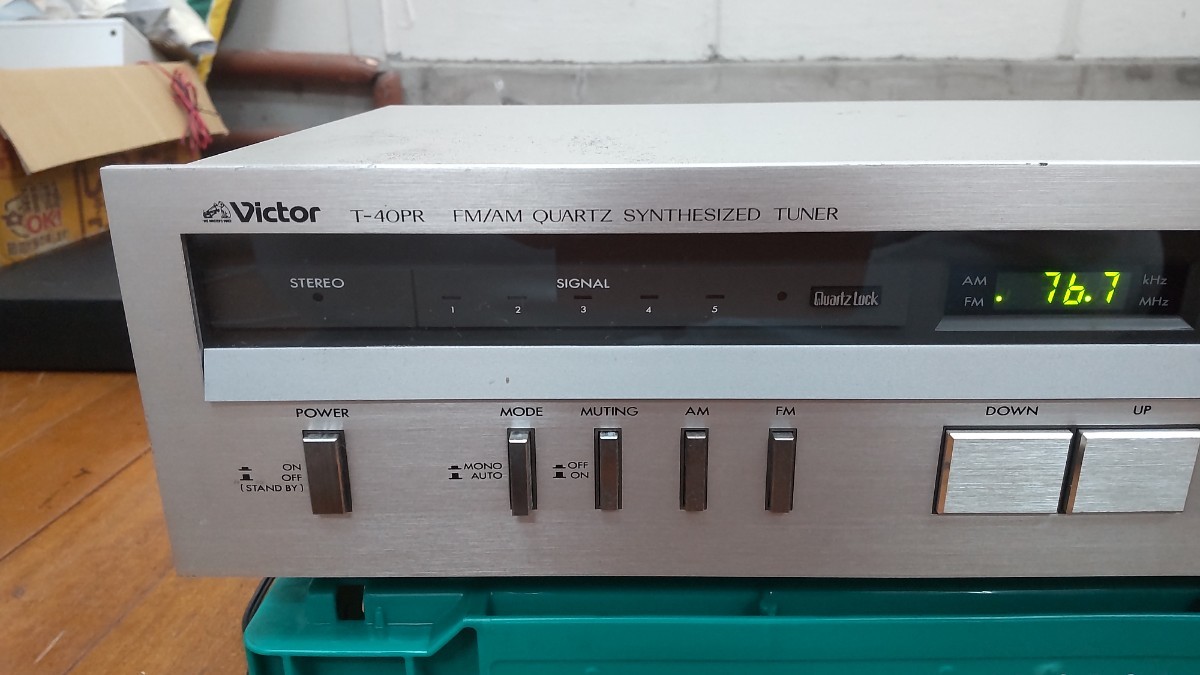 Victor T-40PR FM/AM QUARTZ SYNTHESIZED TUNER
STEREO
SIGNAL
1 2 3 4 5
Quartz Lock
AM
FM
76.7
kHz
MHz
POWER
ON
OFF
(STAND BY)
MODE
MONO
AUTO
MUTING
OFF
ON
AM
FM
DOWN
UP
OK!